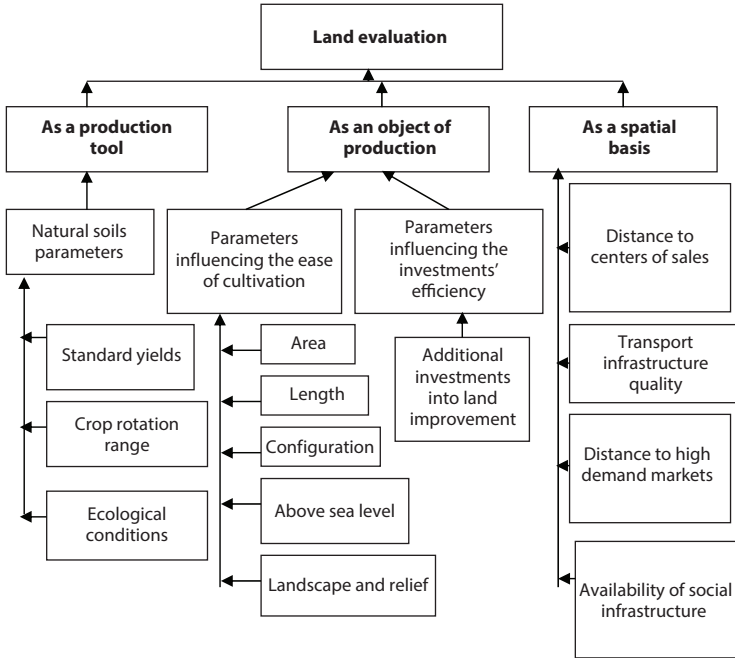 Land evaluation
As a production
tool
As an object of
production
As a spatial
basis
Natural soils
parameters
Standard yields
Crop rotation
range
Ecological
conditions
Parameters
influencing the ease
of cultivation
Area
Length
Configuration
Above sea level
Landscape and relief
Parameters
influencing the
investments’
efficiency
Additional
investments
into land
improvement
Distance to
centers of sales
Transport
infrastructure
quality
Distance to high
demand markets
Availability of social
infrastructure